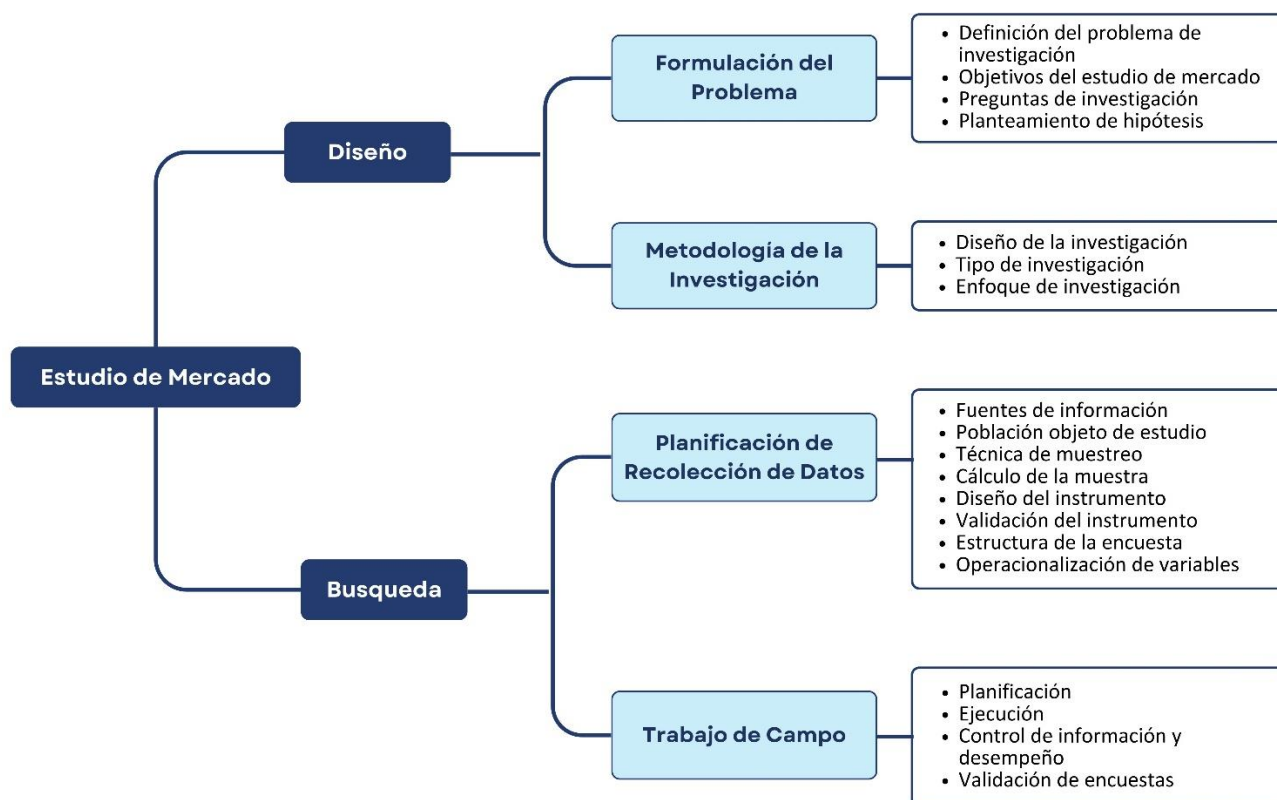 Estudio de Mercado
Diseño
Formulación del
Problema
• Definición del problema de
investigación
• Objetivos del estudio de mercado
• Preguntas de investigación
• Planteamiento de hipótesis
Metodología de la
Investigación
• Diseño de la investigación
• Tipo de investigación
• Enfoque de investigación
Busqueda
Planificación de
Recolección de Datos
• Fuentes de información
• Población objeto de estudio
• Técnica de muestreo
• Cálculo de la muestra
• Diseño del instrumento
• Validación del instrumento
• Estructura de la encuesta
• Operacionalización de variables
Trabajo de Campo
• Planificación
• Ejecución
• Control de información y
desempeño
• Validación de encuestas